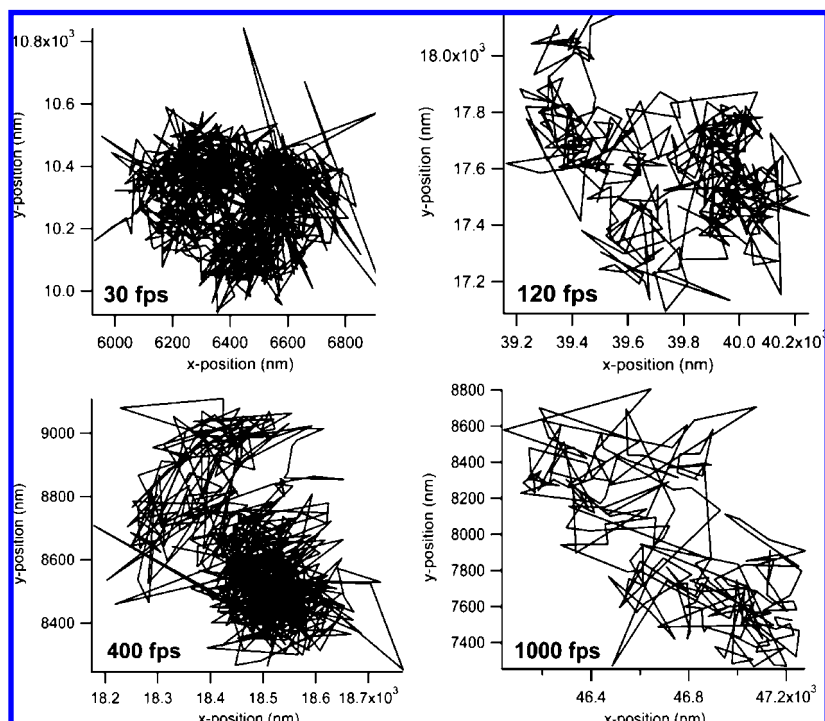 10.8x10³
10.6
10.4
10.2
10.0
y-position (nm)
30 fps
6000 6200 6400 6600 6800
x-position (nm)
18.0x10³
17.8
17.6
17.4
17.2
y-position (nm)
120 fps
39.2 39.4 39.6 39.8 40.0 40.2x10³
x-position (nm)
9000
8800
8600
8400
y-position (nm)
400 fps
18.2 18.3 18.4 18.5 18.6 18.7x10³
x-position (nm)
8800
8600
8400
8200
8000
7800
7600
7400
y-position (nm)
1000 fps
46.4 46.8 47.2x10³
x-position (nm)